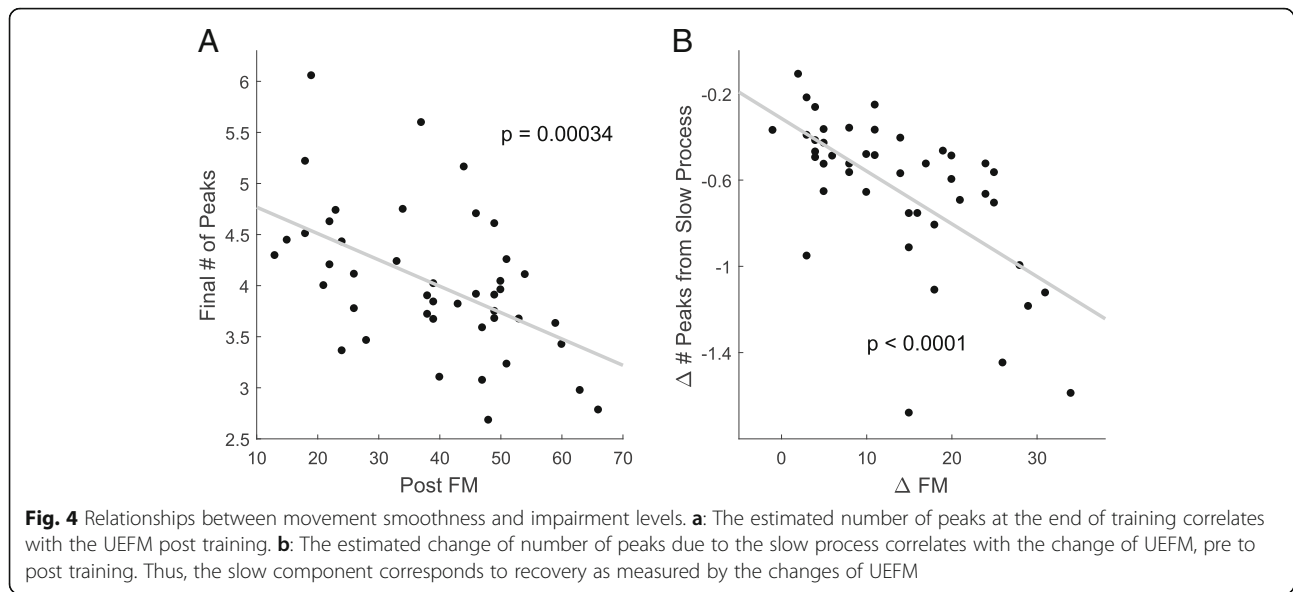 A
6
5.5
5
4.5
4
3.5
3
2.5
Final # of Peaks
p = 0.00034
10 20 30 40 50 60 70
Post FM
B
-0.2
-0.6
-1
-1.4
Δ # Peaks from Slow Process
p < 0.0001
0 10 20 30
Δ FM
Fig. 4 Relationships between movement smoothness and impairment levels. a: The estimated number of peaks at the end of training correlates
with the UEFM post training. b: The estimated change of number of peaks due to the slow process correlates with the change of UEFM, pre to
post training. Thus, the slow component corresponds to recovery as measured by the changes of UEFM